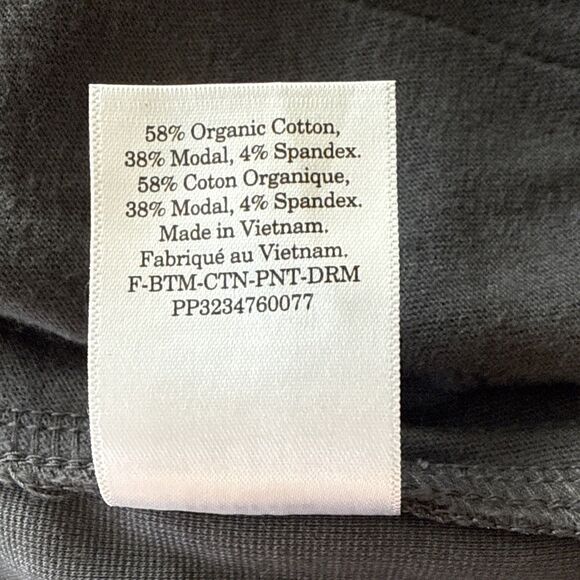 58% Organic Cotton,
38% Modal, 4% Spandex.
58% Coton Organique,
38% Modal, 4% Spandex.
Made in Vietnam.
Fabriqué au Vietnam.
F-BTM-CTN-PNT-DRM
PP3234760077